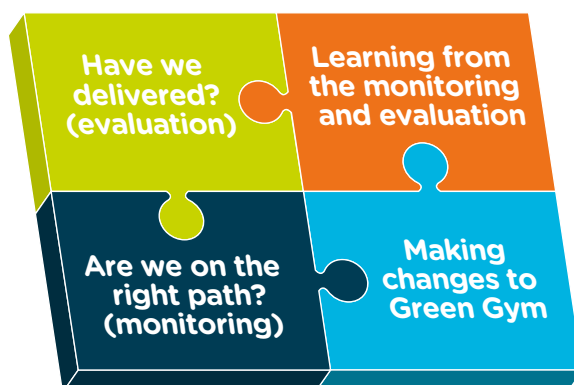 Have we
delivered?
(evaluation)
Learning from
the monitoring
and evaluation
Are we on the
right path?
(monitoring)
Making
changes to
Green Gym